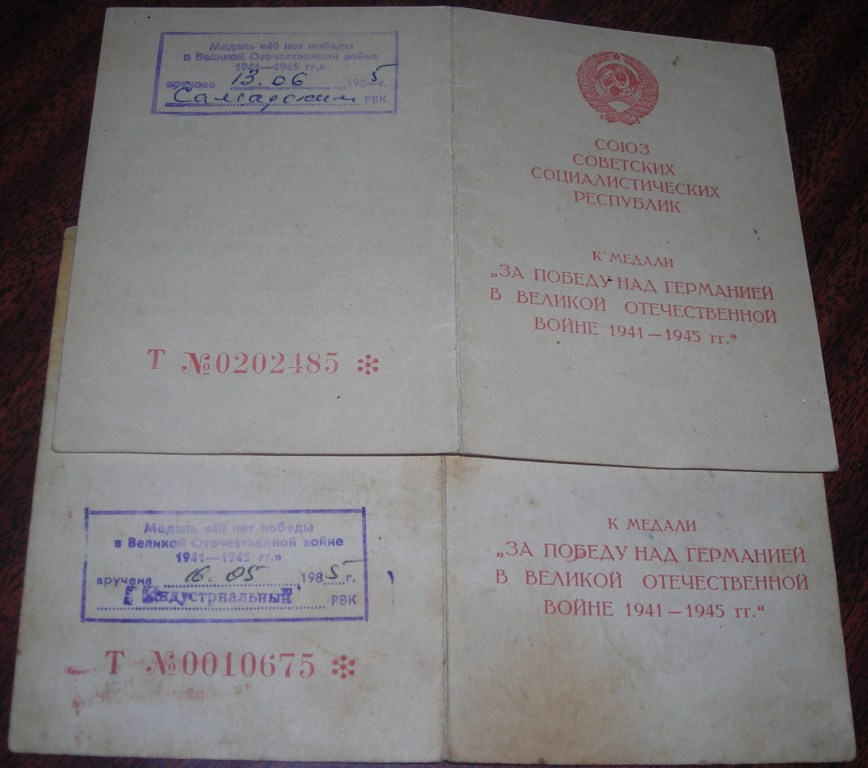 Медаль «40 лет победы
в Великой Отечественной войне
1941—1945 гг.»
вручена 13.06 1985 г.
Самарским РВК
Т №0202485
СОЮЗ
СОВЕТСКИХ
СОЦИАЛИСТИЧЕСКИХ
РЕСПУБЛИК
К МЕДАЛИ
„ЗА ПОБЕДУ НАД ГЕРМАНИЕЙ
В ВЕЛИКОЙ ОТЕЧЕСТВЕННОЙ
ВОЙНЕ 1941—1945 гг.“
Медаль «40 лет победы
в Великой Отечественной войне
1941—1945 гг.»
вручена 16.05 1985 г.
Индустриальный РВК
Т №0010675
К МЕДАЛИ
„ЗА ПОБЕДУ НАД ГЕРМАНИЕЙ
В ВЕЛИКОЙ ОТЕЧЕСТВЕННОЙ
ВОЙНЕ 1941—1945 гг.“